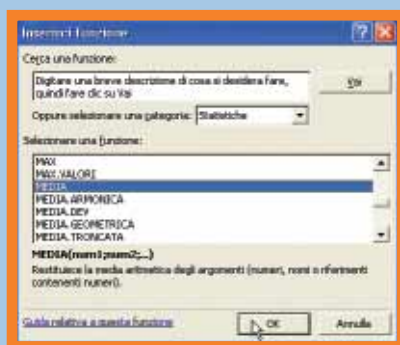 Inserisci funzione
Cerca una funzione:
Digitare una breve descrizione di cosa si desidera fare,
quindi fare clic su Vai
Vai
Oppure selezionare una categoria: Statistiche
Selezionare una funzione:
MAX
MAX.VALORI
MEDIA
MEDIA.ARMONICA
MEDIA.DEV
MEDIA.GEOMETRICA
MEDIA.TRONCATA
MEDIA(num1;num2;...)
Restituisce la media aritmetica degli argomenti (numeri, nomi o riferimenti
contenenti numeri).
Guida relativa a questa funzione
OK
Annulla